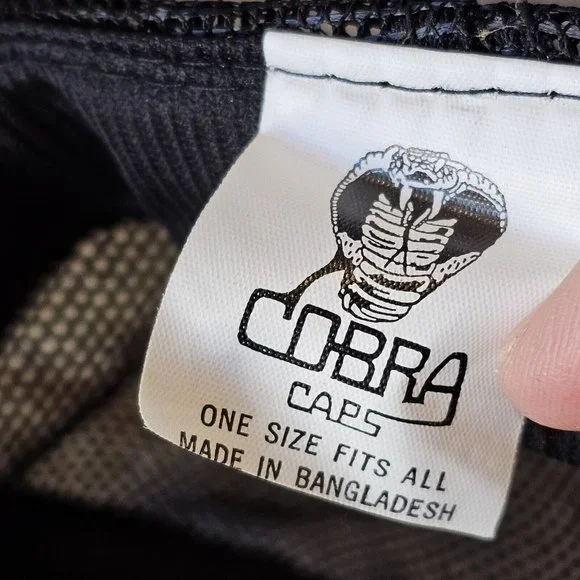 COBRA
CAPS
ONE SIZE FITS ALL
MADE IN BANGLADESH